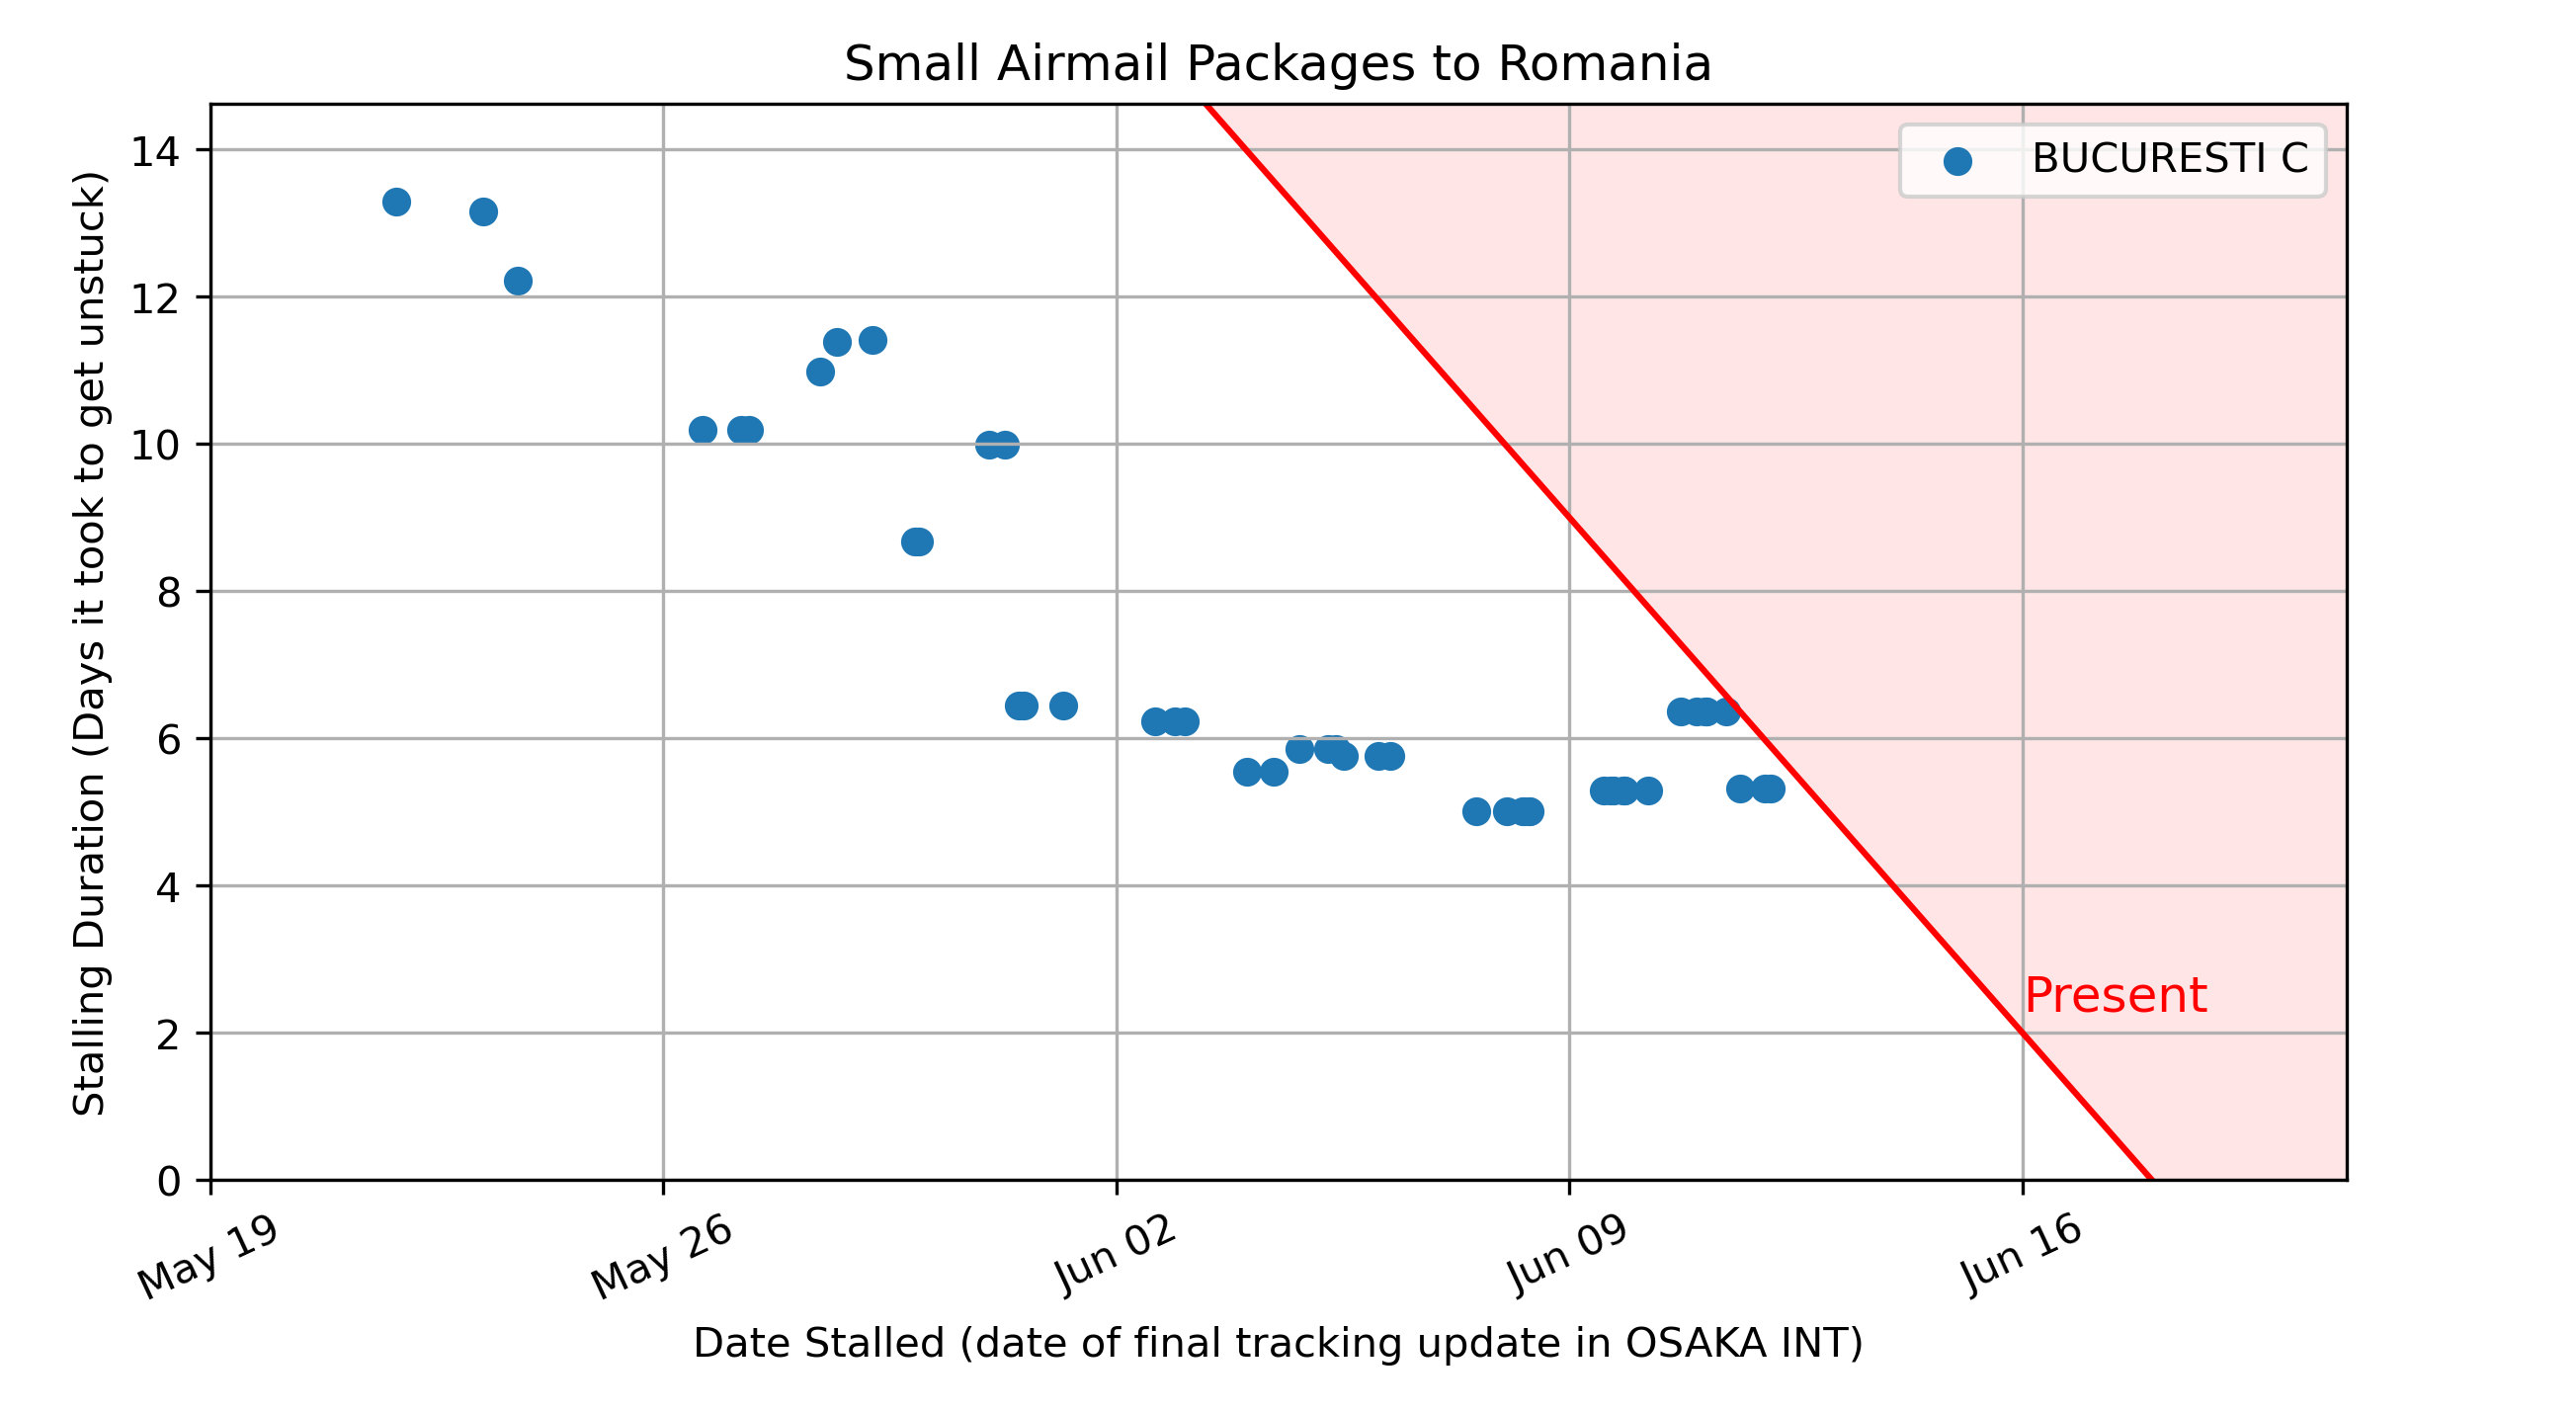 Small Airmail Packages to Romania
BUCURESTI C
Stalling Duration (Days it took to get unstuck)
14
12
10
8
6
4
2
0
Present
May 19
May 26
Jun 02
Jun 09
Jun 16
Date Stalled (date of final tracking update in OSAKA INT)